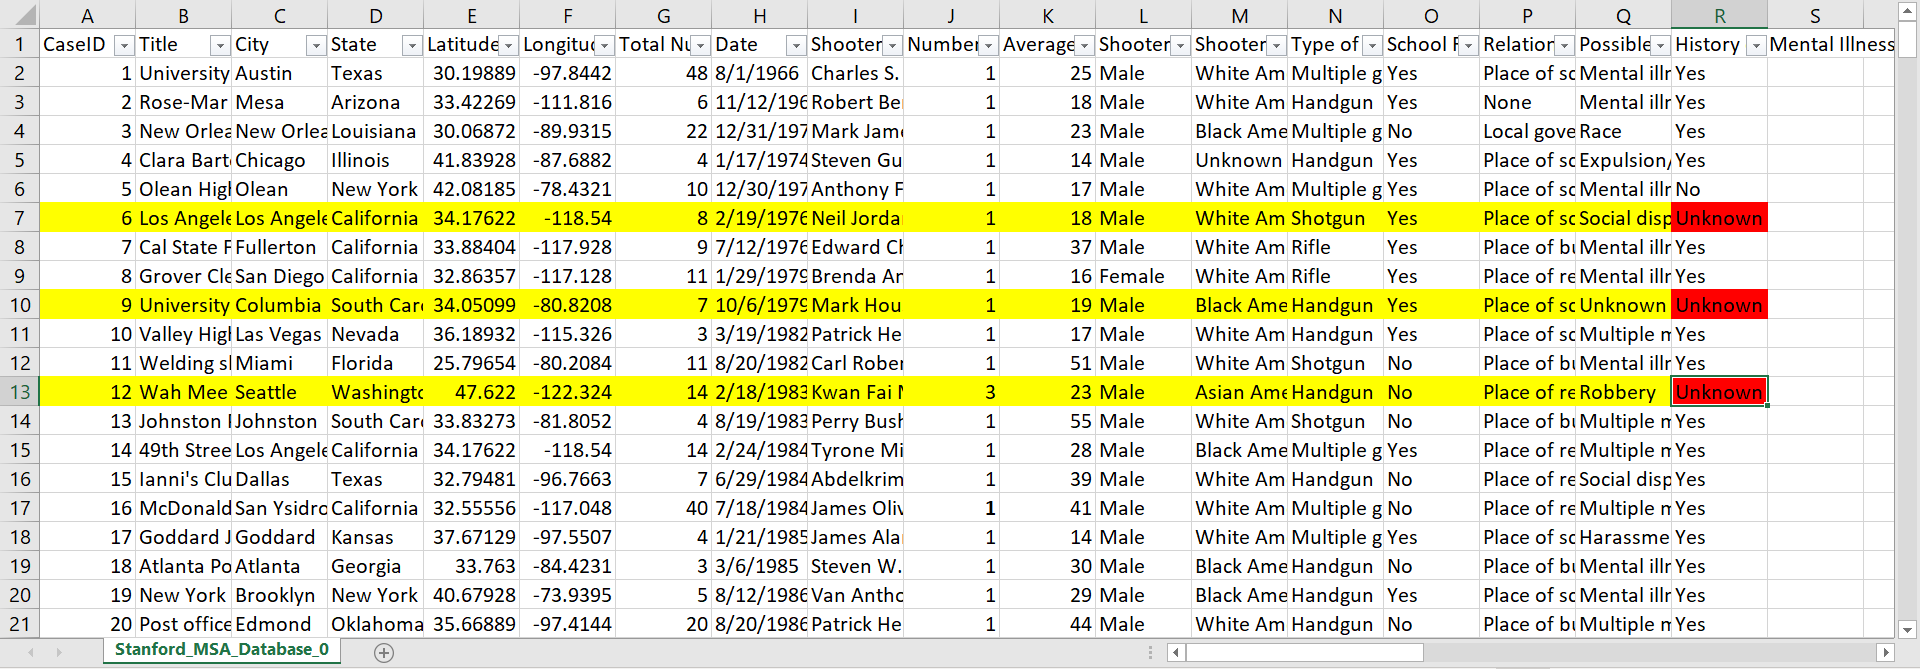 A B C D E F G H I J K L M N O P Q R S
1 CaseID Title City State Latitude Longitud Total Nu Date Shooter Number Average Shooter Shooter Type of School R Relation Possible History Mental Illness
2 1 University Austin Texas 30.19889 -97.8442 48 8/1/1966 Charles S. 1 25 Male White Am Multiple g Yes Place of sc Mental illr Yes
3 2 Rose-Mar Mesa Arizona 33.42269 -111.816 6 11/12/196 Robert Be 1 18 Male White Am Handgun Yes None Mental illr Yes
4 3 New Orlea New Orlea Louisiana 30.06872 -89.9315 22 12/31/197 Mark Jame 1 23 Male Black Ame Multiple g No Local gove Race Yes
5 4 Clara Bart Chicago Illinois 41.83928 -87.6882 4 1/17/1974 Steven Gu 1 14 Male Unknown Handgun Yes Place of sc Expulsion/ Yes
6 5 Olean High Olean New York 42.08185 -78.4321 10 12/30/197 Anthony F 1 17 Male White Am Multiple g Yes Place of sc Mental illr No
7 6 Los Angele Los Angele California 34.17622 -118.54 8 2/19/1976 Neil Jorda 1 18 Male White Am Shotgun Yes Place of sc Social disp Unknown
8 7 Cal State F Fullerton California 33.88404 -117.928 9 7/12/1976 Edward Ch 1 37 Male White Am Rifle Yes Place of bu Mental illr Yes
9 8 Grover Cle San Diego California 32.86357 -117.128 11 1/29/1979 Brenda An 1 16 Female White Am Rifle Yes Place of re Mental illr Yes
10 9 University Columbia South Car 34.05099 -80.8208 7 10/6/1979 Mark Hou 1 19 Male Black Ame Handgun Yes Place of sc Unknown Unknown
11 10 Valley High Las Vegas Nevada 36.18932 -115.326 3 3/19/1982 Patrick He 1 17 Male White Am Handgun Yes Place of sc Multiple m Yes
12 11 Welding sh Miami Florida 25.79654 -80.2084 11 8/20/1982 Carl Rober 1 51 Male White Am Shotgun No Place of bu Mental illr Yes
13 12 Wah Mee Seattle Washingto 47.622 -122.324 14 2/18/1983 Kwan Fai M 3 23 Male Asian Ame Handgun No Place of re Robbery Unknown
14 13 Johnston Johnston South Car 33.83273 -81.8052 4 8/19/1983 Perry Bush 1 55 Male White Am Shotgun No Place of bu Multiple m Yes
15 14 49th Stree Los Angele California 34.17622 -118.54 14 2/24/1984 Tyrone Mi 1 28 Male Black Ame Multiple g Yes Place of re Multiple m Yes
16 15 Ianni's Clu Dallas Texas 32.79481 -96.7663 7 6/29/1984 Abdelkrim 1 39 Male White Am Handgun No Place of re Social disp Yes
17 16 McDonald San Ysidro California 32.55556 -117.048 40 7/18/1984 James Oliv 1 41 Male White Am Multiple g No Place of re Multiple m Yes
18 17 Goddard J Goddard Kansas 37.67129 -97.5507 4 1/21/1985 James Ala 1 14 Male White Am Multiple g Yes Place of sc Harassme Yes
19 18 Atlanta Po Atlanta Georgia 33.763 -84.4231 3 3/6/1985 Steven W. 1 30 Male Black Ame Handgun No Place of bu Mental illr Yes
20 19 New York Brooklyn New York 40.67928 -73.9395 5 8/12/1986 Van Antho 1 29 Male Black Ame Handgun Yes Place of sc Mental illr Yes
21 20 Post office Edmond Oklahoma 35.66889 -97.4144 20 8/20/1986 Patrick He 1 44 Male White Am Handgun No Place of bu Multiple m Yes
Stanford_MSA_Database_0